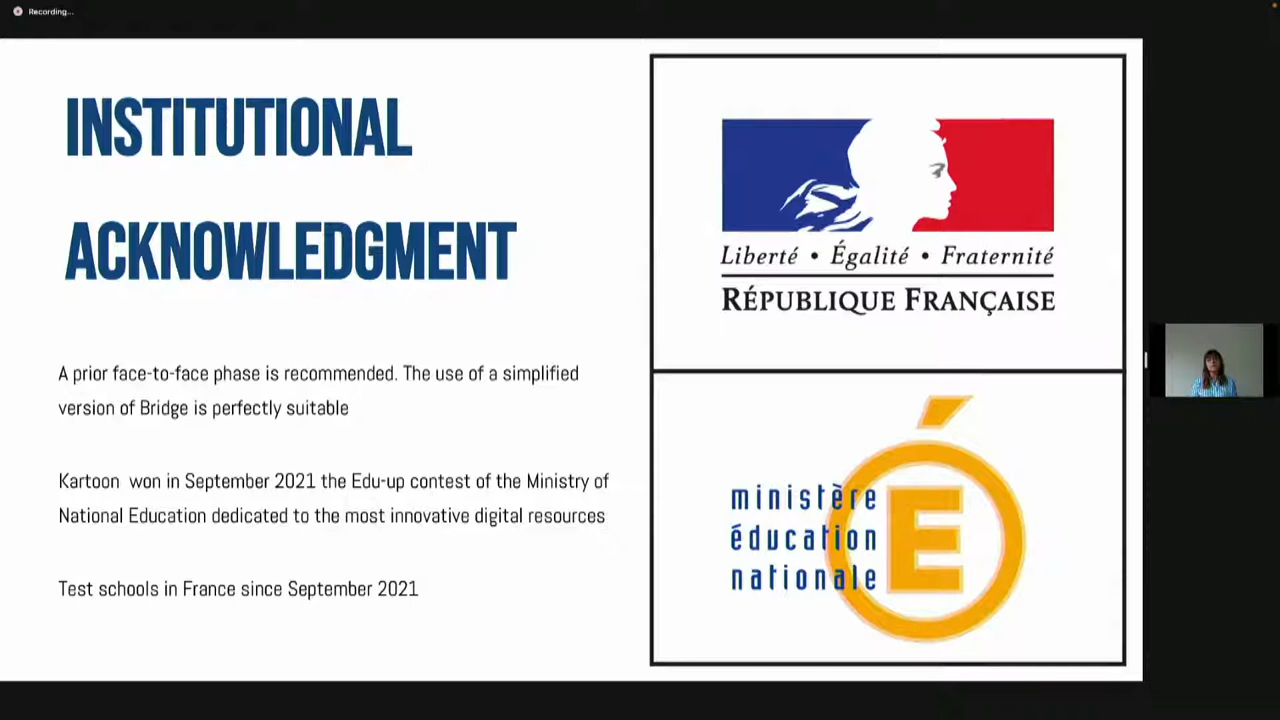 Recording...
INSTITUTIONAL
ACKNOWLEDGMENT
A prior face-to-face phase is recommended. The use of a simplified
version of Bridge is perfectly suitable
Kartoon won in September 2021 the Edu-up contest of the Ministry of
National Education dedicated to the most innovative digital resources
Test schools in France since September 2021
Liberté • Égalité • Fraternité
RÉPUBLIQUE FRANÇAISE
ministère
éducation
nationale
É